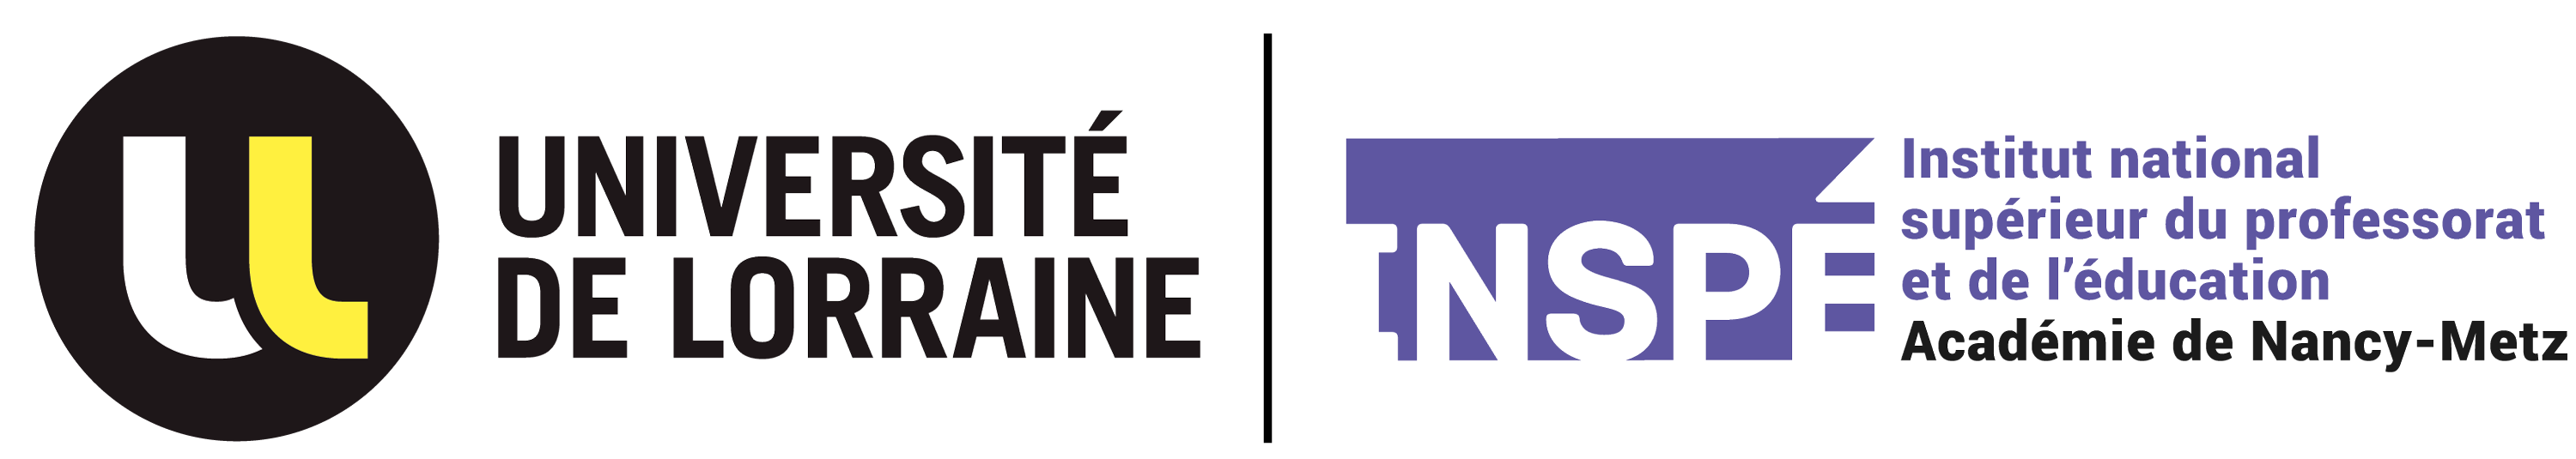 UNIVERSITÉ
DE LORRAINE
INSPÉ
Institut national
supérieur du professorat
et de l’éducation
Académie de Nancy-Metz